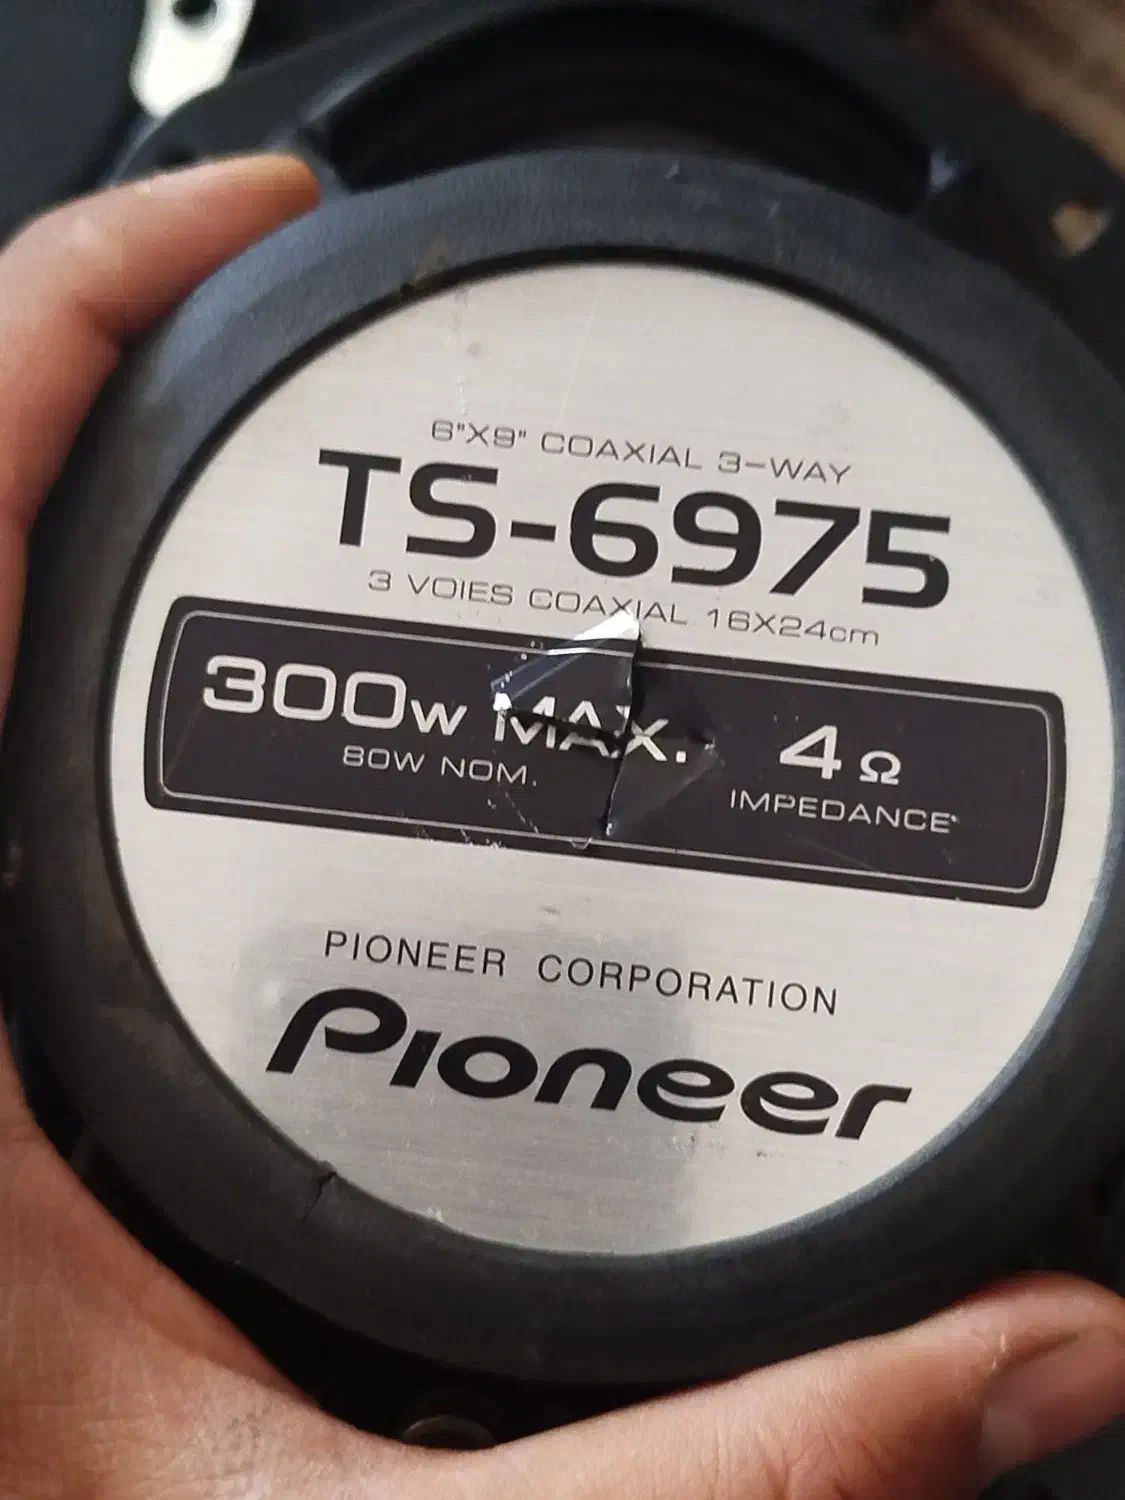 6"X9" COAXIAL 3-WAY
TS-6975
3 VOIES COAXIAL 16X24cm
300W MAX.
80W NOM.
4 Ω
IMPEDANCE
PIONEER CORPORATION
Pioneer